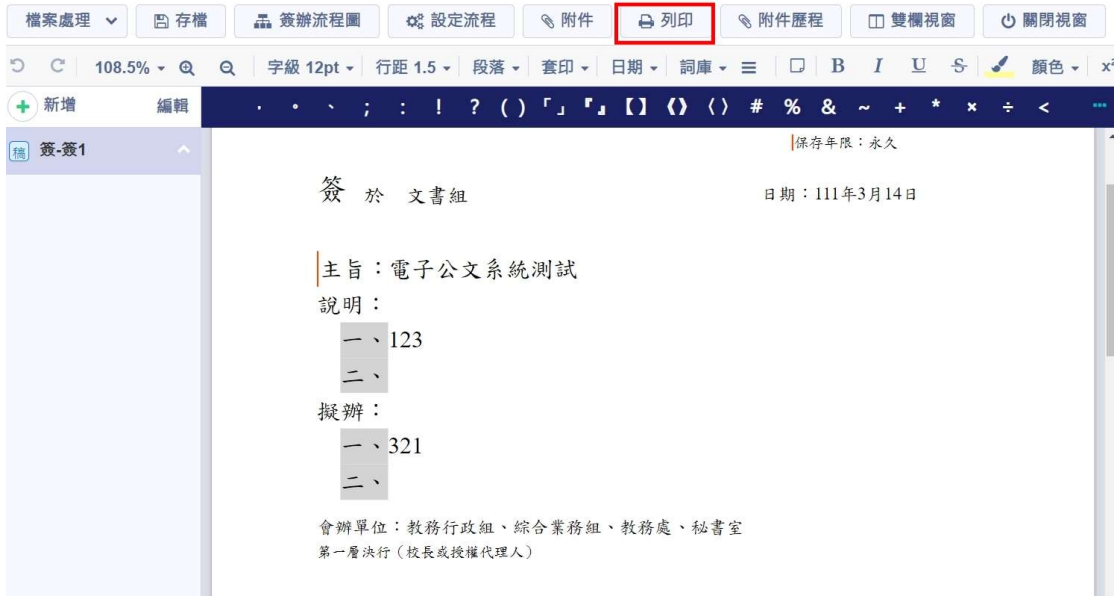 檔案處理 存檔 簽辦流程圖 設定流程 附件 列印 附件歷程 雙欄視窗 關閉視窗
108.5% 字級 12pt 行距 1.5 段落 套印 日期 詞庫 B I U S 顏色 x²
新增 編輯 . 。 、 ; : ! ? ( ) 「」 『』 【】 《》 〈〉 # % & ~ + * × ÷ < ...
稿 簽-簽1
保存年限：永久
簽 於 文書組 日期：111年3月14日
主旨：電子公文系統測試
說明：
一、123
二、
擬辦：
一、321
二、
會辦單位：教務行政組、綜合業務組、教務處、秘書室
第一層決行（校長或授權代理人）